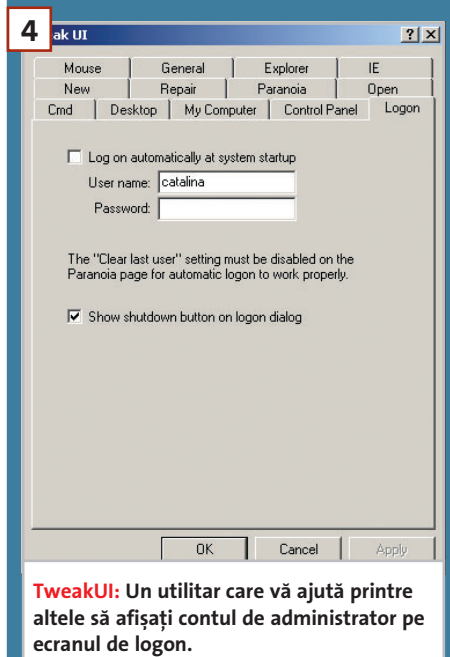 4
ak UI
Mouse General Explorer IE
New Repair Paranoia Open
Cmd Desktop My Computer Control Panel Logon
Log on automatically at system startup
User name: catalina
Password:
The "Clear last user" setting must be disabled on the
Paranoia page for automatic logon to work properly.
Show shutdown button on logon dialog
OK Cancel Apply
TweakUI: Un utilitar care vă ajută printre
altele să afișați contul de administrator pe
ecranul de logon.